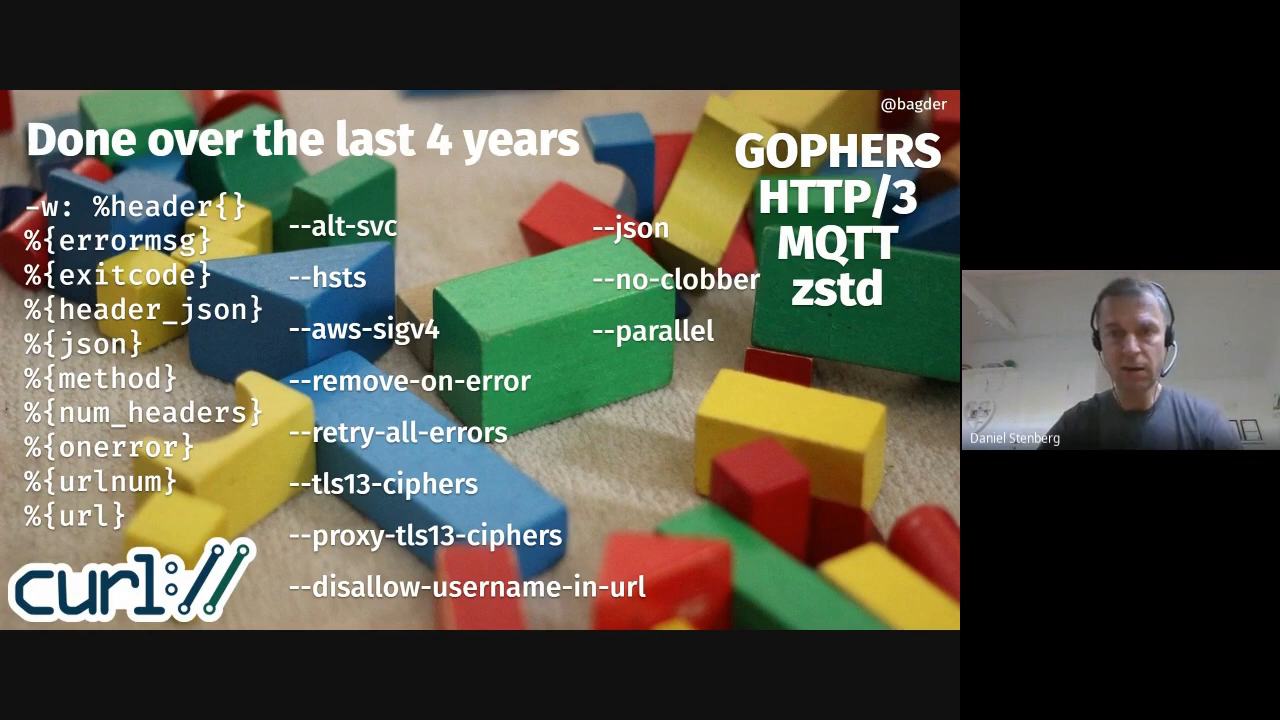 @bagder
Done over the last 4 years
-w: %header{}
%{errormsg}
%{exitcode}
%{header_json}
%{json}
%{method}
%{num_headers}
%{onerror}
%{urlnum}
%{url}
--alt-svc
--hsts
--aws-sigv4
--remove-on-error
--retry-all-errors
--tls13-ciphers
--proxy-tls13-ciphers
--disallow-username-in-url
--json
--no-clobber
--parallel
GOPHERS
HTTP/3
MQTT
zstd
curl://
Daniel Stenberg